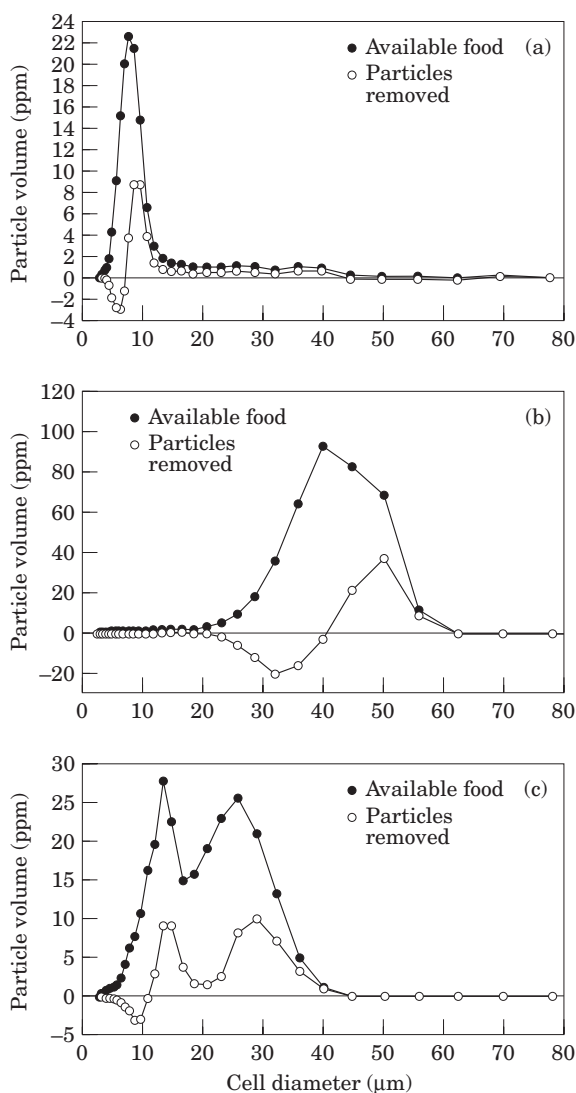 24
22
20
18
16
14
12
10
8
6
4
2
0
−2
−4
Particle volume (ppm)
Available food
Particles
removed
(a)
0 10 20 30 40 50 60 70 80
120
100
80
60
40
20
0
−20
Particle volume (ppm)
Available food
Particles
removed
(b)
0 10 20 30 40 50 60 70 80
30
25
20
15
10
5
0
−5
Particle volume (ppm)
Available food
Particles
removed
(c)
0 10 20 30 40 50 60 70 80
Cell diameter (μm)